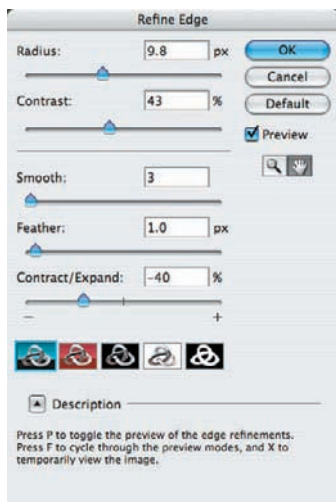 Refine Edge
Radius: 9.8 px OK
Cancel
Contrast: 43 % Default
Preview
Smooth: 3
Feather: 1.0 px
Contract/Expand: -40 %
− +
Description
Press P to toggle the preview of the edge refinements.
Press F to cycle through the preview modes, and X to
temporarily view the image.